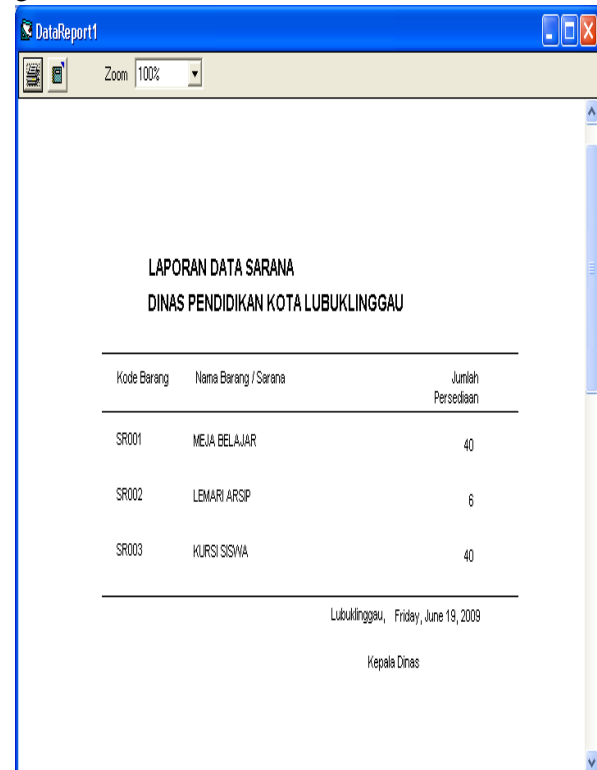 DataReport1
Zoom 100%
LAPORAN DATA SARANA
DINAS PENDIDIKAN KOTA LUBUKLINGGAU
Kode Barang Nama Barang / Sarana Jumlah
Persediaan
SR001 MEJA BELAJAR 40
SR002 LEMARI ARSIP 6
SR003 KURSI SISWA 40
Lubuklinggau, Friday, June 19, 2009
Kepala Dinas